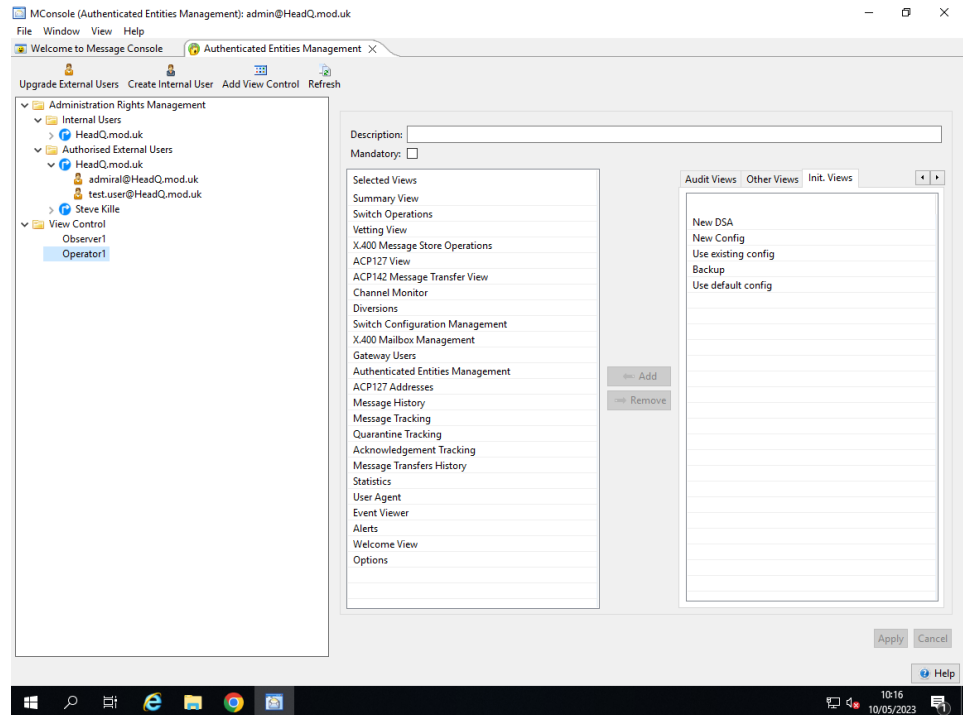 MConsole (Authenticated Entities Management): admin@HeadQ.mod.uk
File Window View Help
Welcome to Message Console Authenticated Entities Management
Upgrade External Users Create Internal User Add View Control Refresh
Administration Rights Management
Internal Users
HeadQ.mod.uk
Authorised External Users
HeadQ.mod.uk
admiral@HeadQ.mod.uk
test.user@HeadQ.mod.uk
Steve Kille
View Control
Observer1
Operator1
Description:
Mandatory:
Selected Views
Summary View
Switch Operations
Vetting View
X.400 Message Store Operations
ACP127 View
ACP142 Message Transfer View
Channel Monitor
Diversions
Switch Configuration Management
X.400 Mailbox Management
Gateway Users
Authenticated Entities Management
ACP127 Addresses
Message History
Message Tracking
Quarantine Tracking
Acknowledgement Tracking
Message Transfers History
Statistics
User Agent
Event Viewer
Alerts
Welcome View
Options
Add
Remove
Audit Views Other Views Init. Views
New DSA
New Config
Use existing config
Backup
Use default config
Apply Cancel
Help
10:16
10/05/2023
1